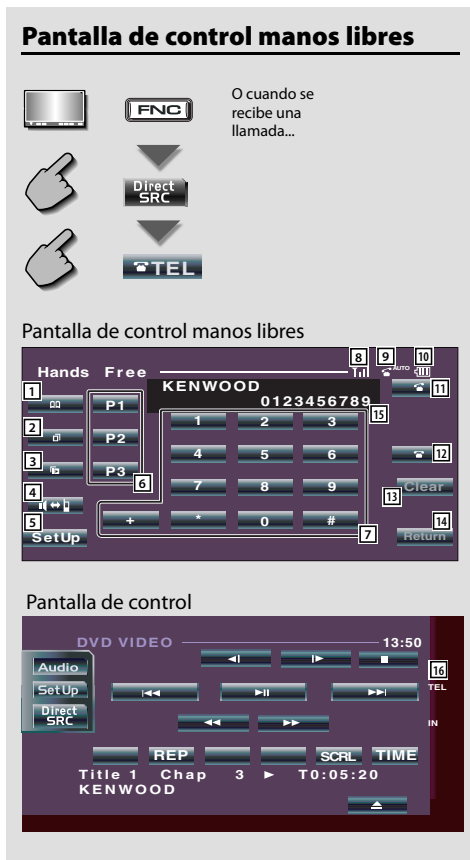 Pantalla de control manos libres
FNC
O cuando se
recibe una
llamada...
Direct
SRC
TEL
Pantalla de control manos libres
Hands Free
8
9
AUTO
10
1
P1
KENWOOD
0123456789
11
15
2
P2
1 2 3
3
P3
6
4 5 6
12
4
7 8 9
13
Clear
5
SetUp
+ * 0 #
7
14
Return
Pantalla de control
DVD VIDEO
13:50
Audio
16
TEL
SetUp
Direct
SRC
IN
REP SCRL TIME
Title 1 Chap 3 ► T0:05:20
KENWOOD